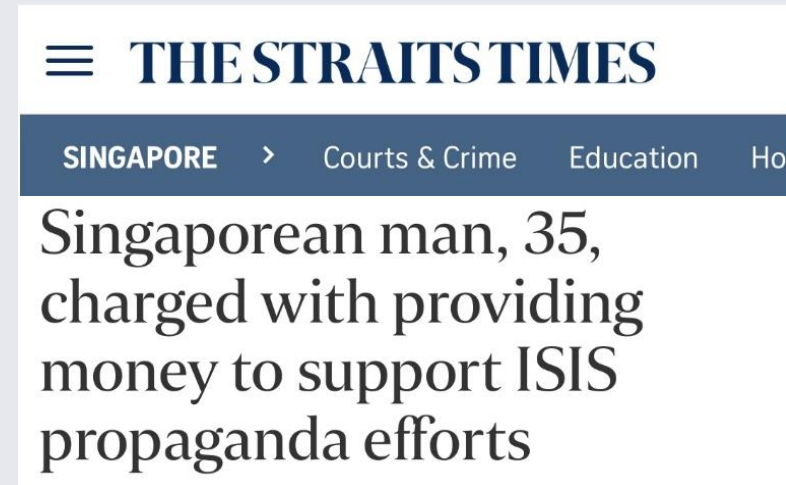 THE STRAITS TIMES
SINGAPORE > Courts & Crime Education Ho
Singaporean man, 35,
charged with providing
money to support ISIS
propaganda efforts